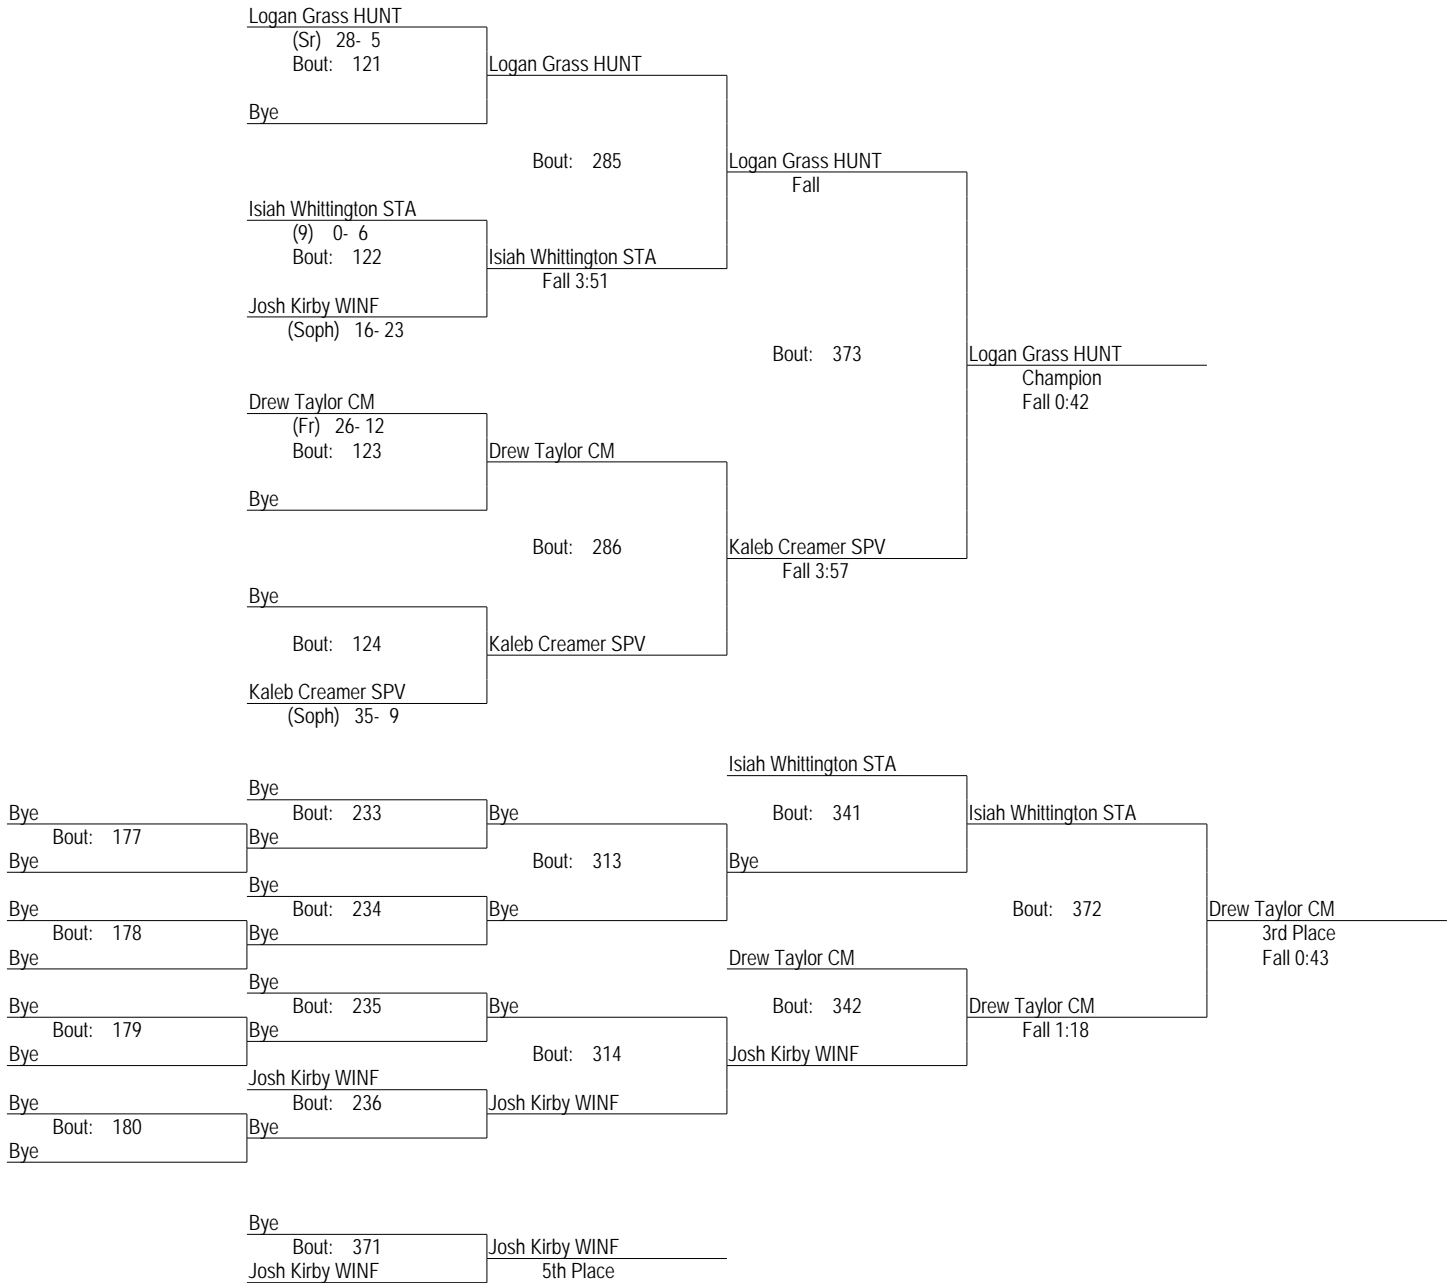 Logan Grass HUNT
(Sr) 28- 5
Bout: 121
Logan Grass HUNT
Bye
Bout: 285
Logan Grass HUNT
Fall
Isiah Whittington STA
(9) 0- 6
Bout: 122
Isiah Whittington STA
Fall 3:51
Josh Kirby WINF
(Soph) 16- 23
Bout: 373
Logan Grass HUNT
Champion
Fall 0:42
Drew Taylor CM
(Fr) 26- 12
Bout: 123
Drew Taylor CM
Bye
Bout: 286
Kaleb Creamer SPV
Fall 3:57
Bye
Bout: 124
Kaleb Creamer SPV
Kaleb Creamer SPV
(Soph) 35- 9
Isiah Whittington STA
Bye
Bye
Bout: 233
Bye
Bout: 341
Isiah Whittington STA
Bout: 177
Bye
Bye
Bout: 313
Bye
Bye
Bye
Bout: 234
Bye
Bout: 372
Drew Taylor CM
Bout: 178
Bye
3rd Place
Bye
Drew Taylor CM
Fall 0:43
Bye
Bye
Bout: 235
Bye
Bout: 342
Drew Taylor CM
Bout: 179
Bye
Fall 1:18
Bye
Bout: 314
Josh Kirby WINF
Josh Kirby WINF
Bye
Bout: 236
Josh Kirby WINF
Bout: 180
Bye
Bye
Bye
Bout: 371
Josh Kirby WINF
Josh Kirby WINF
5th Place